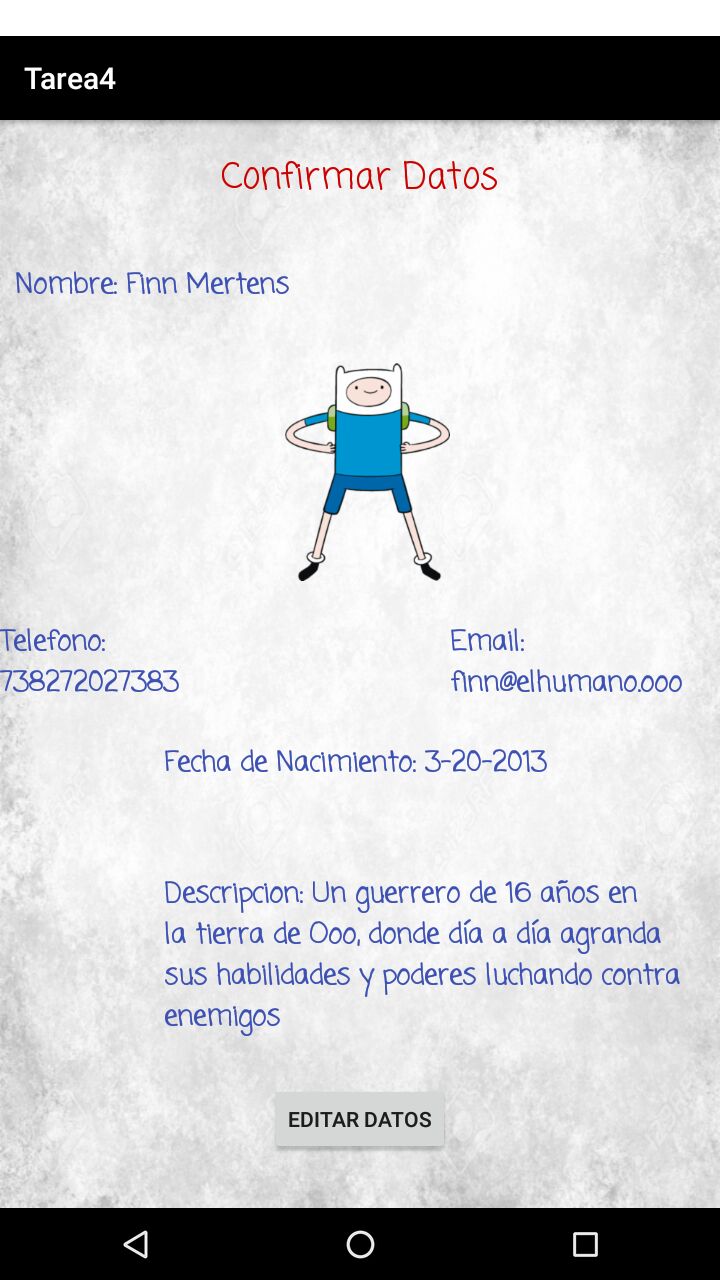 Tarea4
Confirmar Datos
Nombre: Finn Mertens
Telefono:
738272027383
Email:
finn@elhumano.ooo
Fecha de Nacimiento: 3-20-2013
Descripcion: Un guerrero de 16 años en
la tierra de Ooo, donde día a día agranda
sus habilidades y poderes luchando contra
enemigos
EDITAR DATOS